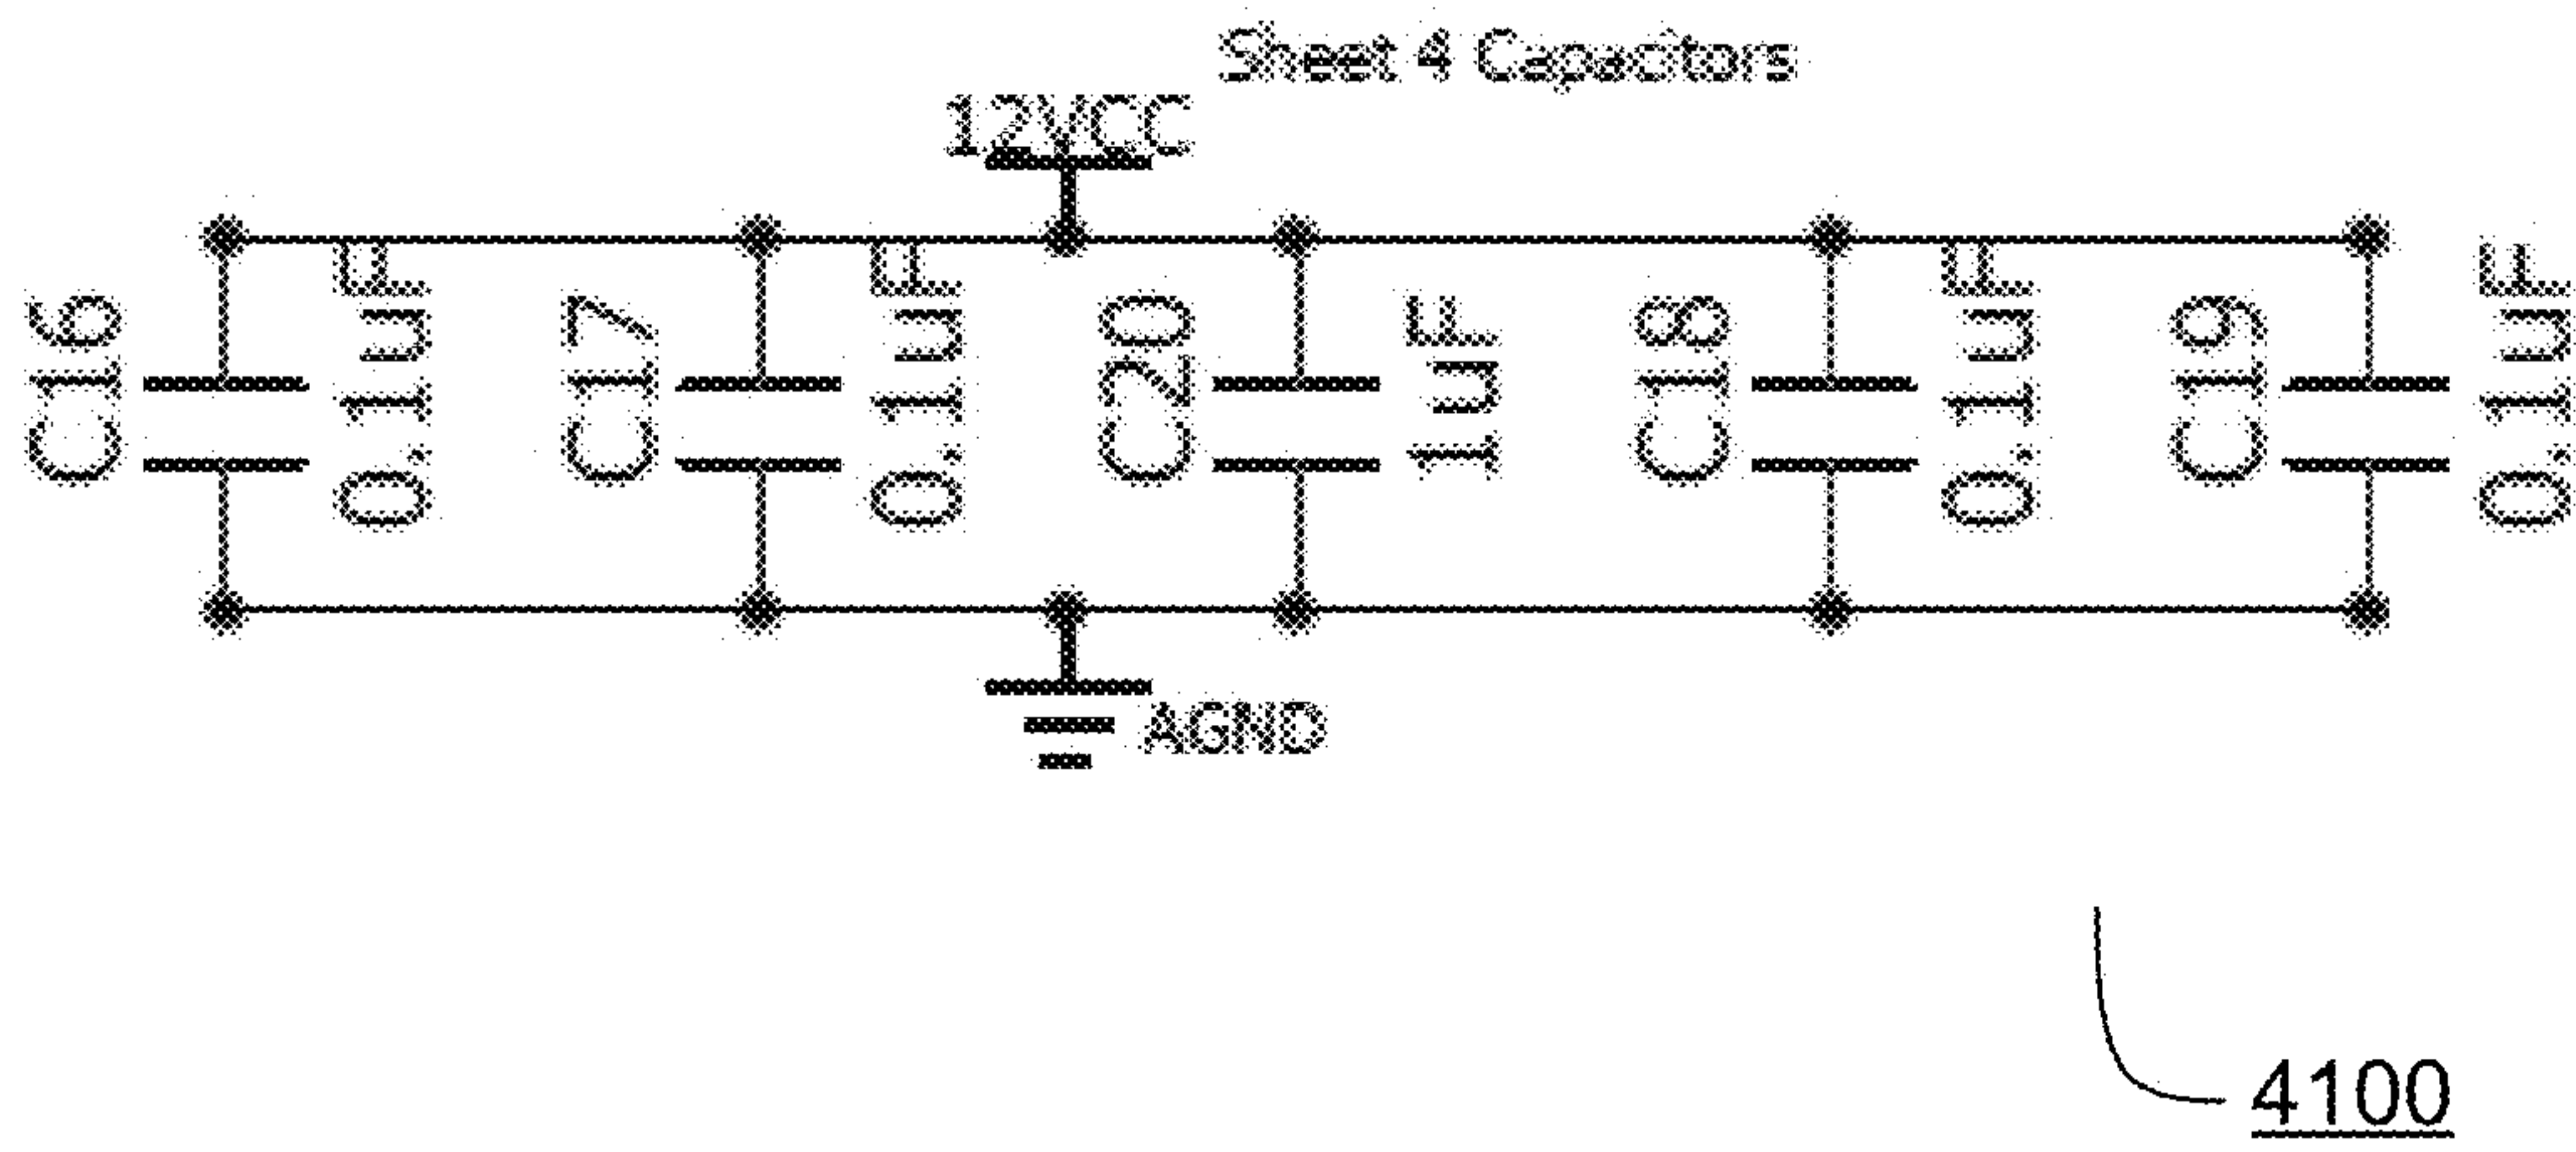 Sheet 4 Capacitors
12VCC
C16
0.1uF
C17
0.1uF
C20
1uF
C18
0.1uF
C19
0.1uF
AGND
4100